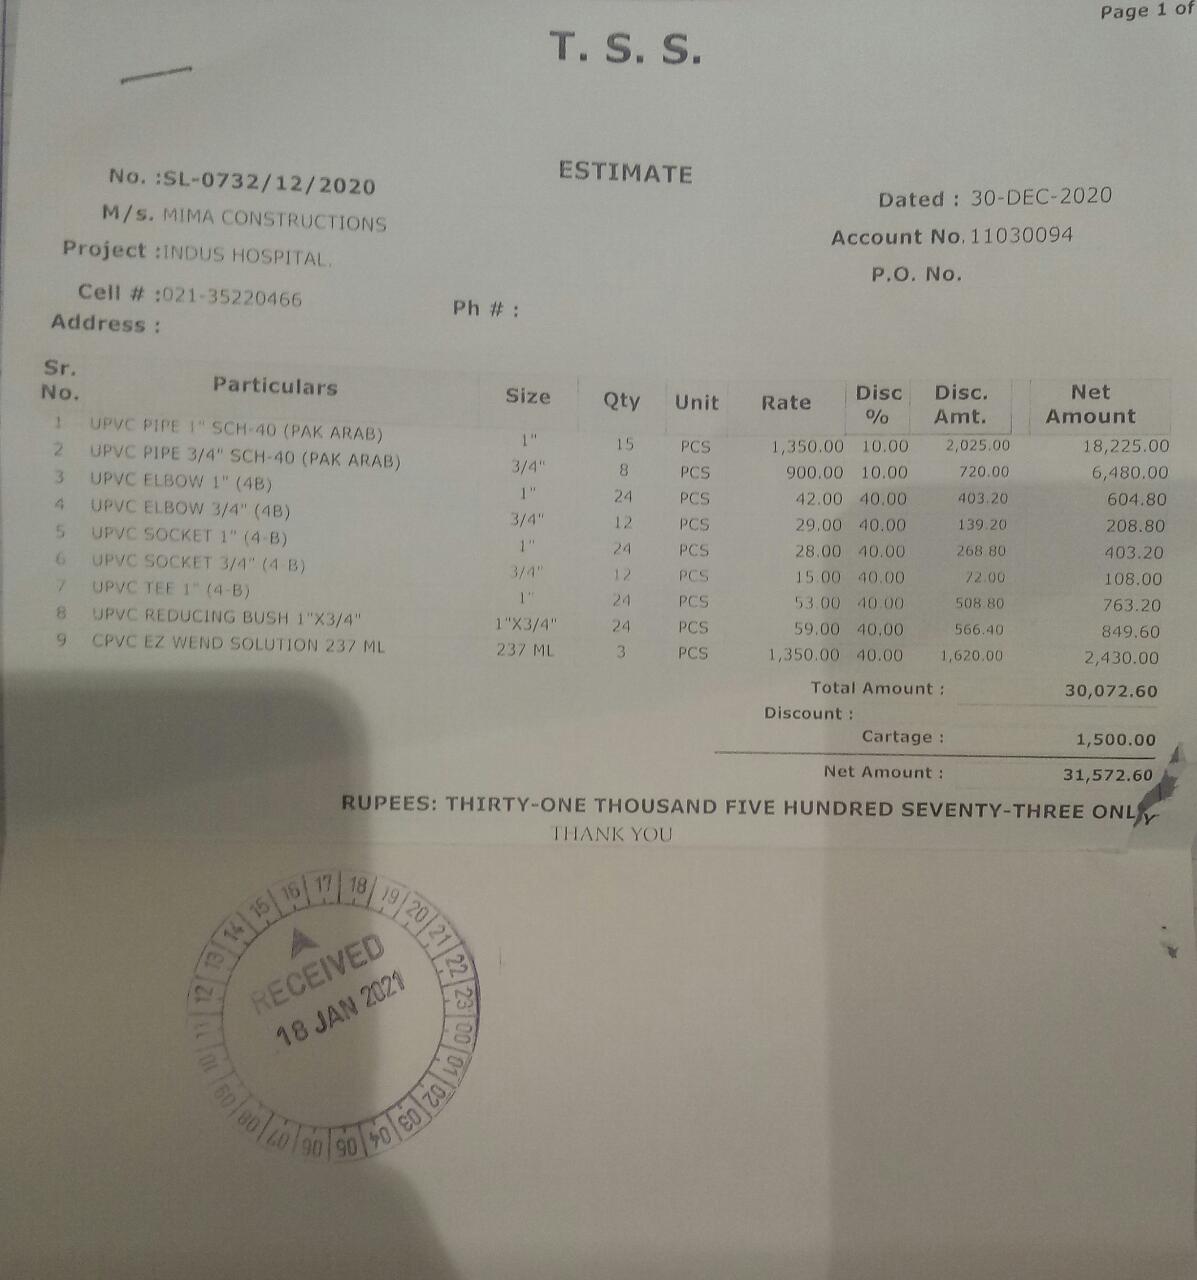 Page 1 of
T. S. S.
ESTIMATE
No. :SL-0732/12/2020
Dated : 30-DEC-2020
M/s. MIMA CONSTRUCTIONS
Account No. 11030094
Project :INDUS HOSPITAL.
P.O. No.
Cell # :021-35220466 Ph # :
Address :
Sr. No. Particulars Size Qty Unit Rate Disc % Disc. Amt. Net Amount
1 UPVC PIPE 1" SCH-40 (PAK ARAB) 1" 15 PCS 1,350.00 10.00 2,025.00 18,225.00
2 UPVC PIPE 3/4" SCH-40 (PAK ARAB) 3/4" 8 PCS 900.00 10.00 720.00 6,480.00
3 UPVC ELBOW 1" (4B) 1" 24 PCS 42.00 40.00 403.20 604.80
4 UPVC ELBOW 3/4" (4B) 3/4" 12 PCS 29.00 40.00 139.20 208.80
5 UPVC SOCKET 1" (4-B) 1" 24 PCS 28.00 40.00 268.80 403.20
6 UPVC SOCKET 3/4" (4-B) 3/4" 12 PCS 15.00 40.00 72.00 108.00
7 UPVC TEE 1" (4-B) 1" 24 PCS 53.00 40.00 508.80 763.20
8 UPVC REDUCING BUSH 1"X3/4" 1"X3/4" 24 PCS 59.00 40.00 566.40 849.60
9 CPVC EZ WEND SOLUTION 237 ML 237 ML 3 PCS 1,350.00 40.00 1,620.00 2,430.00
Total Amount : 30,072.60
Discount :
Cartage : 1,500.00
Net Amount : 31,572.60
RUPEES: THIRTY-ONE THOUSAND FIVE HUNDRED SEVENTY-THREE ONLY
THANK YOU
12 13 14 15 16 17 18 19 20 21 22 23 00 01 02 03 04 05 06 07 08 09 10 11
RECEIVED
18 JAN 2021